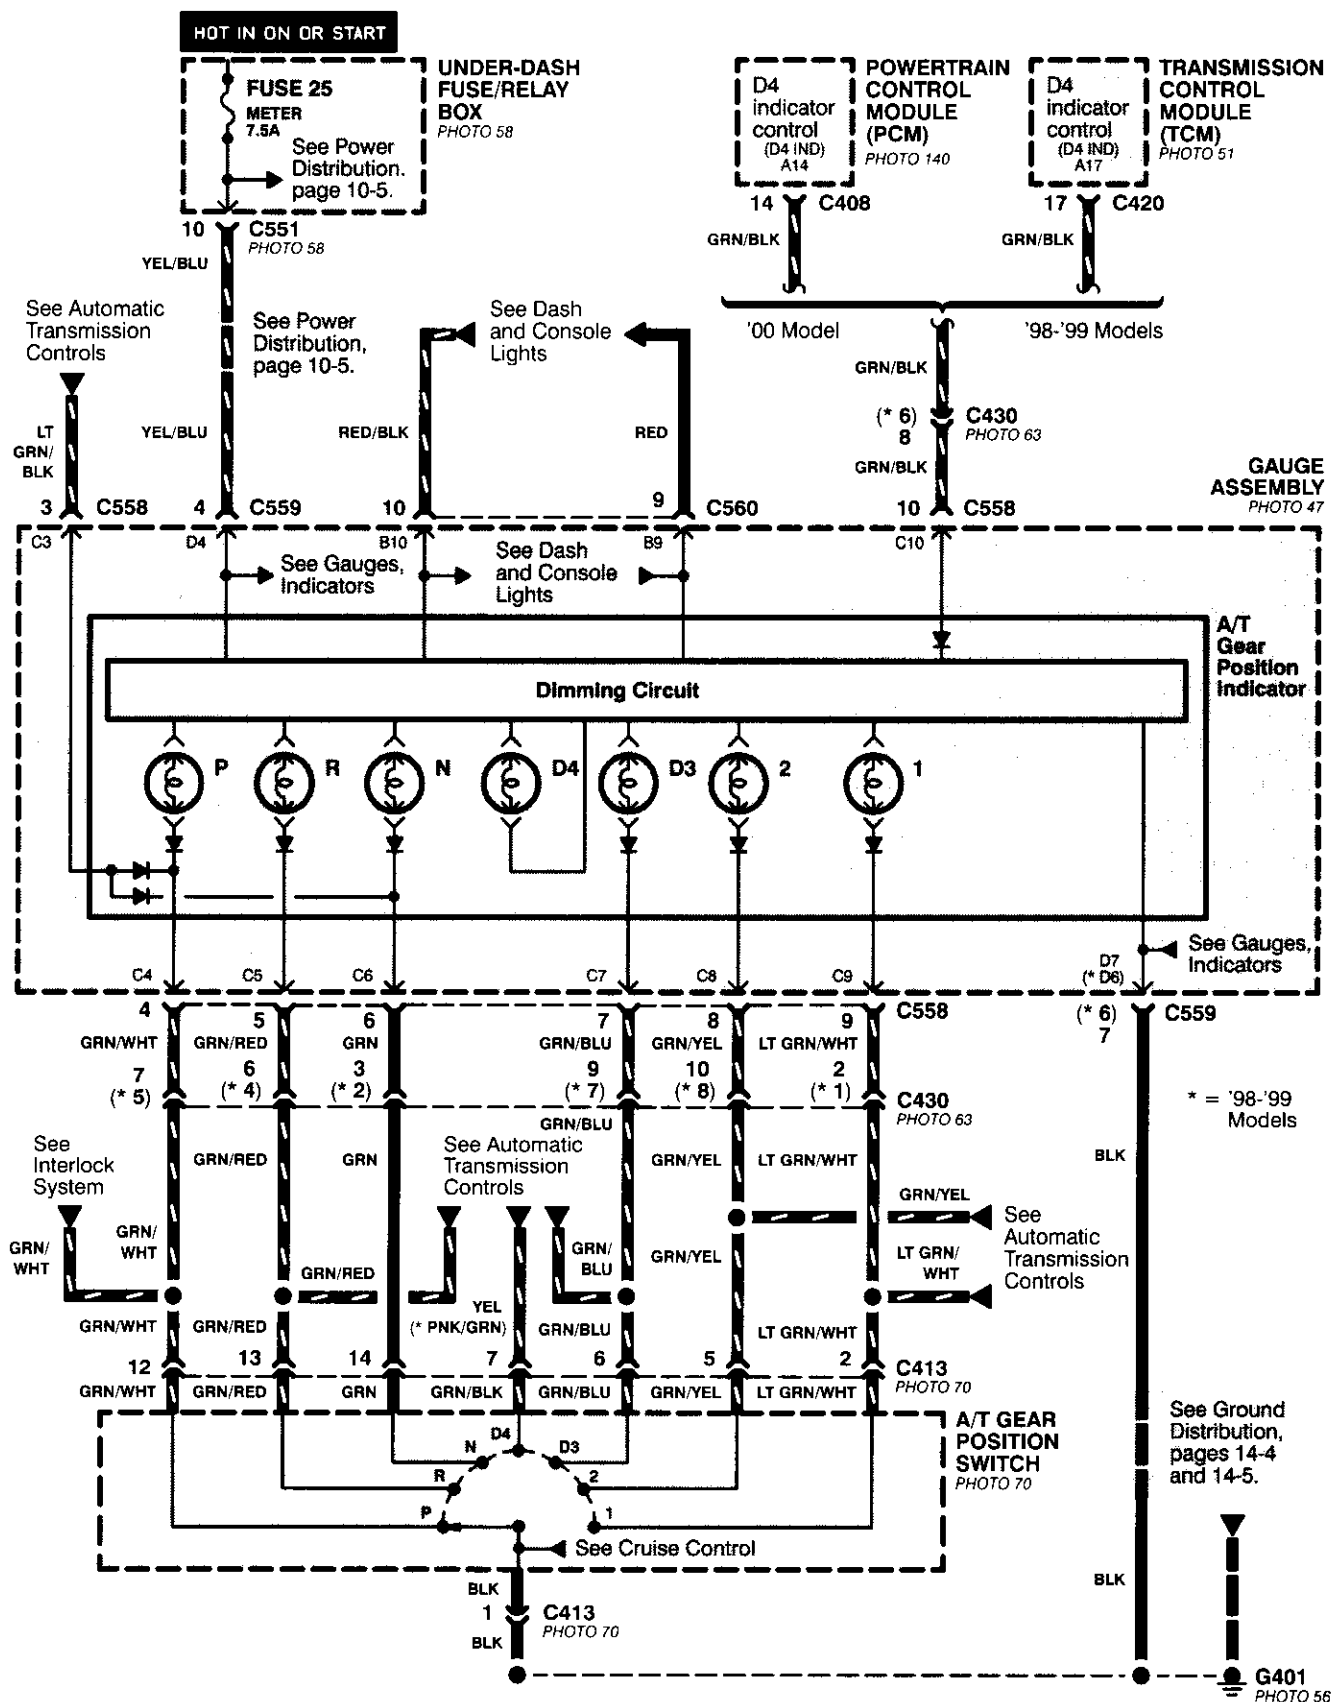 HOT IN ON OR START
FUSE 25
METER
7.5A
See Power
Distribution.
page 10-5.
UNDER-DASH
FUSE/RELAY
BOX
PHOTO 58
D4
indicator
control
(D4 IND)
A14
POWERTRAIN
CONTROL
MODULE
(PCM)
PHOTO 140
D4
indicator
control
(D4 IND)
A17
TRANSMISSION
CONTROL
MODULE
(TCM)
PHOTO 51
10 C551
PHOTO 58
YEL/BLU
14 C408
GRN/BLK
17 C420
GRN/BLK
See Automatic
Transmission
Controls
See Power
Distribution,
page 10-5.
See Dash
and Console
Lights
'00 Model
'98-'99 Models
GRN/BLK
(* 6)
8
C430
PHOTO 63
GRN/BLK
LT
GRN/
BLK
YEL/BLU
RED/BLK
RED
GAUGE
ASSEMBLY
PHOTO 47
3 C558
4 C559
10
9 C560
10 C558
C3
D4
B10
B9
C10
See Gauges,
Indicators
See Dash
and Console
Lights
A/T
Gear
Position
Indicator
Dimming Circuit
P
R
N
D4
D3
2
1
See Gauges,
Indicators
C4
C5
C6
C7
C8
C9
D7
(* D6)
4
5
6
7
8
9
C558
(* 6)
7
C559
GRN/WHT
GRN/RED
GRN
GRN/BLU
GRN/YEL
LT GRN/WHT
7
(* 5)
6
(* 4)
3
(* 2)
9
(* 7)
10
(* 8)
2
(* 1)
C430
PHOTO 63
* = '98-'99
Models
See
Interlock
System
GRN/RED
GRN
See Automatic
Transmission
Controls
GRN/BLU
GRN/YEL
LT GRN/WHT
BLK
GRN/YEL
See
Automatic
Transmission
Controls
GRN/
WHT
GRN/
WHT
GRN/RED
GRN/
BLU
GRN/YEL
LT GRN/
WHT
YEL
(* PNK/GRN)
GRN/WHT
GRN/RED
GRN/BLU
LT GRN/WHT
12
13
14
7
6
5
2
C413
PHOTO 70
GRN/WHT
GRN/RED
GRN
GRN/BLK
GRN/BLU
GRN/YEL
LT GRN/WHT
A/T GEAR
POSITION
SWITCH
PHOTO 70
P
R
N
D4
D3
2
1
See Cruise Control
See Ground
Distribution,
pages 14-4
and 14-5.
BLK
1 C413
PHOTO 70
BLK
BLK
G401
PHOTO 56